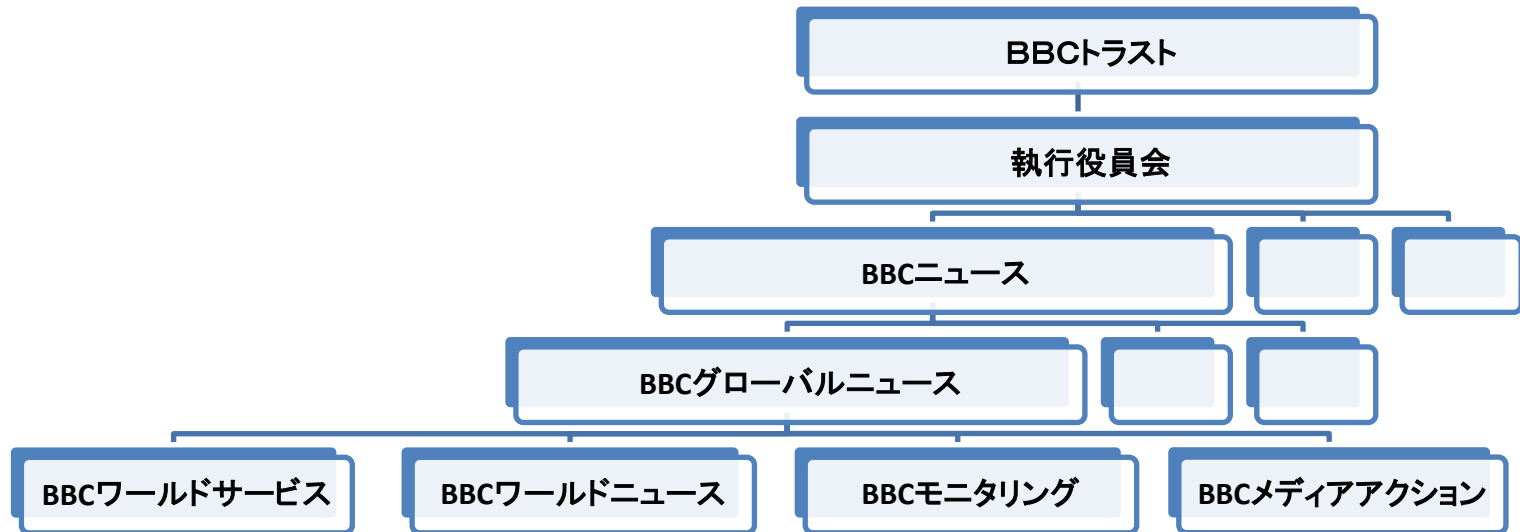 BBCトラスト
執行役員会
BBCニュース
BBCグローバルニュース
BBCワールドサービス
BBCワールドニュース
BBCモニタリング
BBCメディアアクション